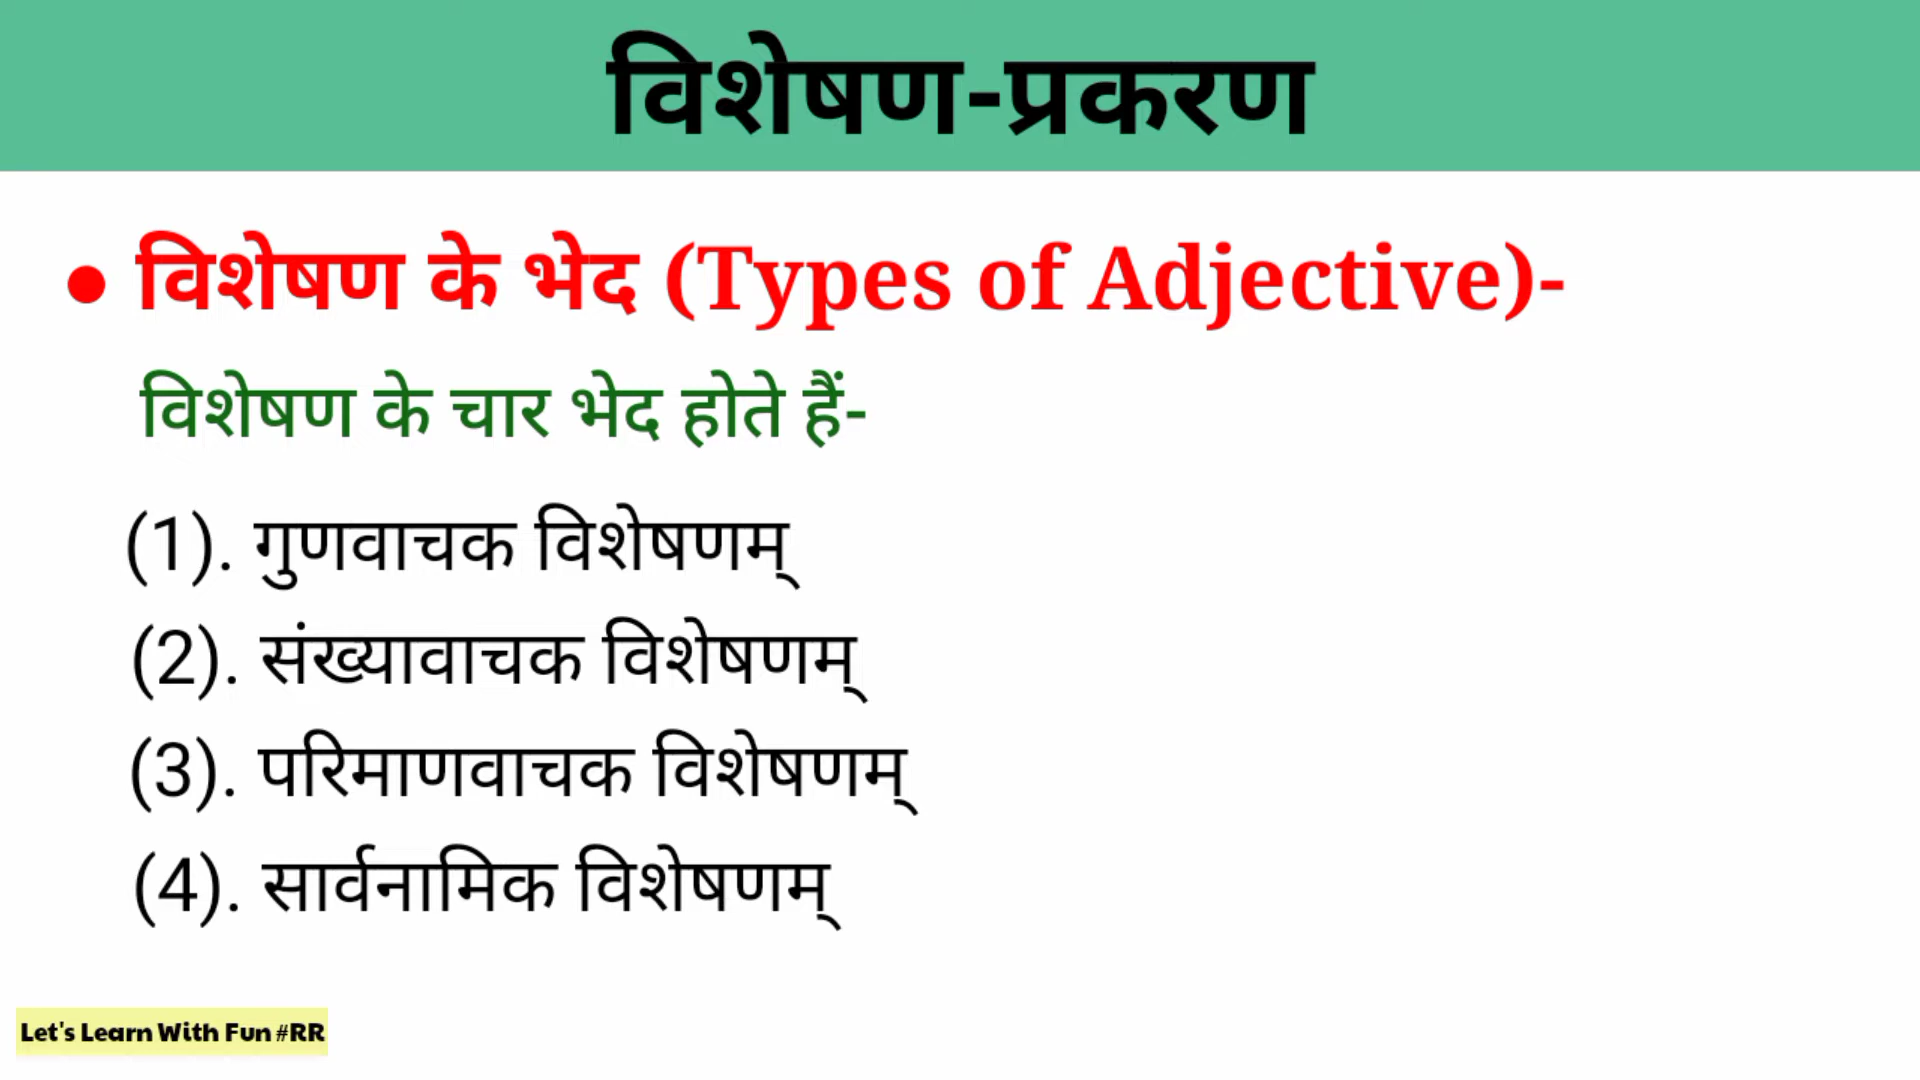 विशेषण-प्रकरण
● विशेषण के भेद (Types of Adjective)-
विशेषण के चार भेद होते हैं-
(1). गुणवाचक विशेषणम्
(2). संख्यावाचक विशेषणम्
(3). परिमाणवाचक विशेषणम्
(4). सार्वनामिक विशेषणम्
Let's Learn With Fun #RR